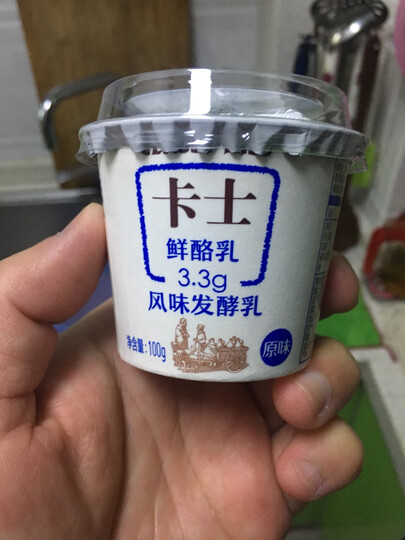 卡士
鲜酪乳
3.3g
风味发酵乳
净含量:100g
原味